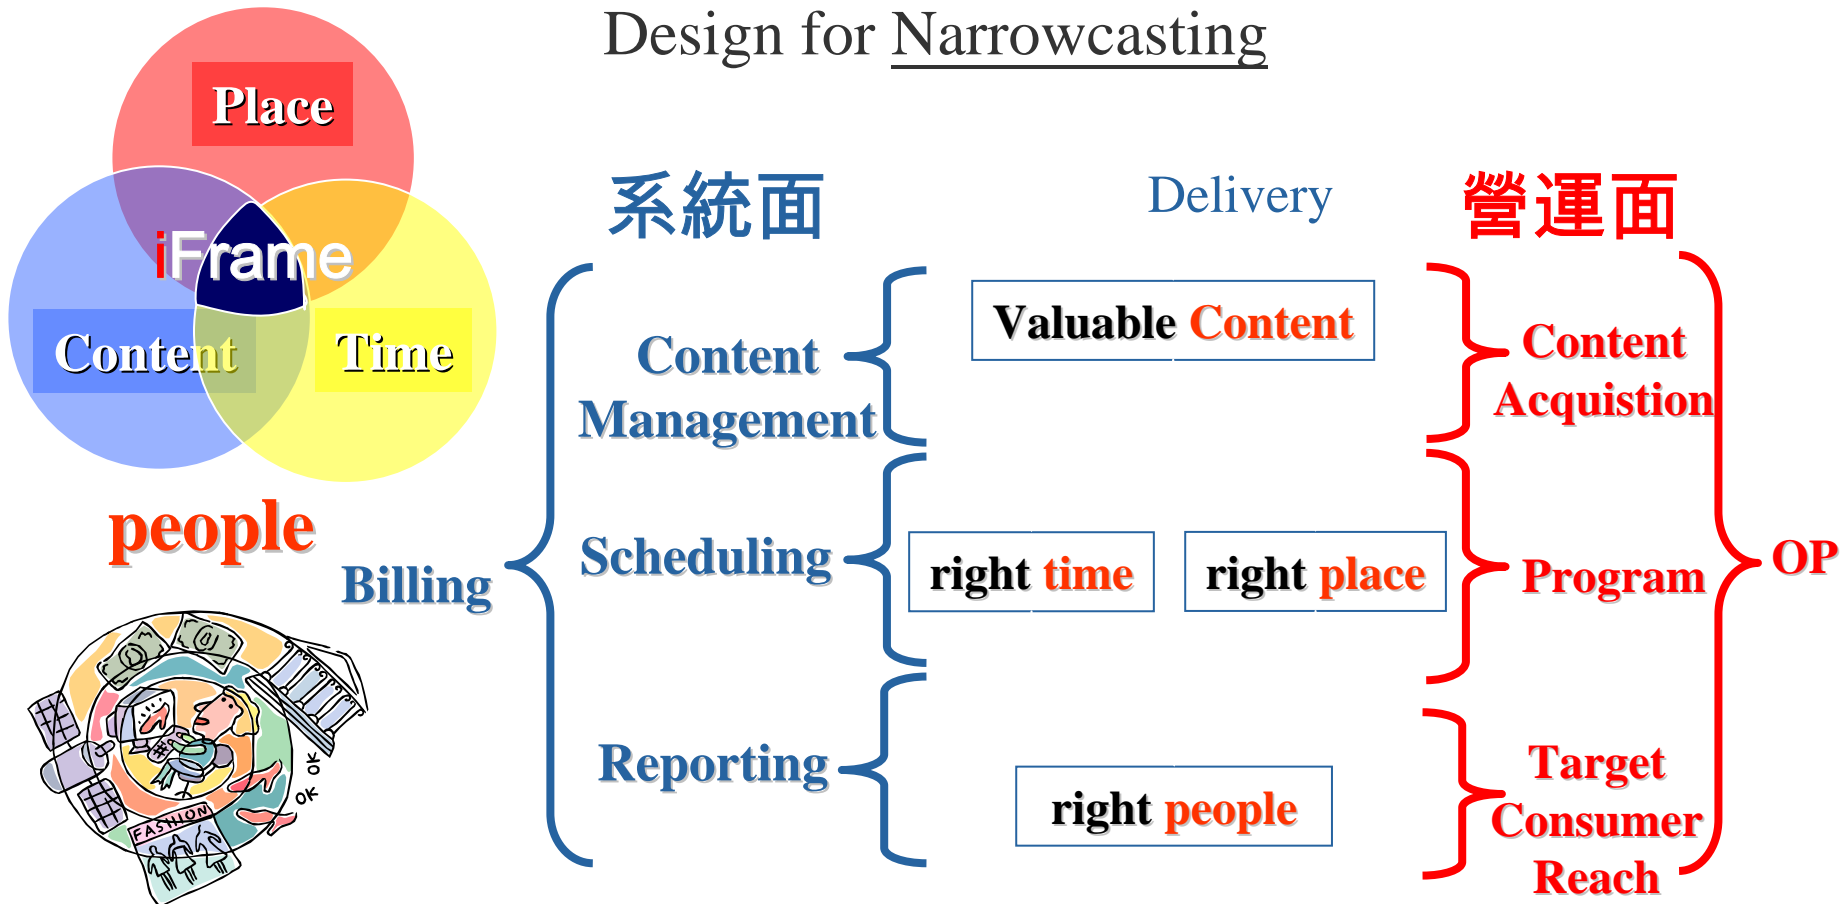 Design for Narrowcasting
Place
iFrame
Content
Time
people
系統面
Delivery
營運面
Billing
Content
Management
Scheduling
Reporting
Valuable Content
right time
right place
right people
Content
Acquistion
Program
Target
Consumer
Reach
OP
FASHION
OK
OK